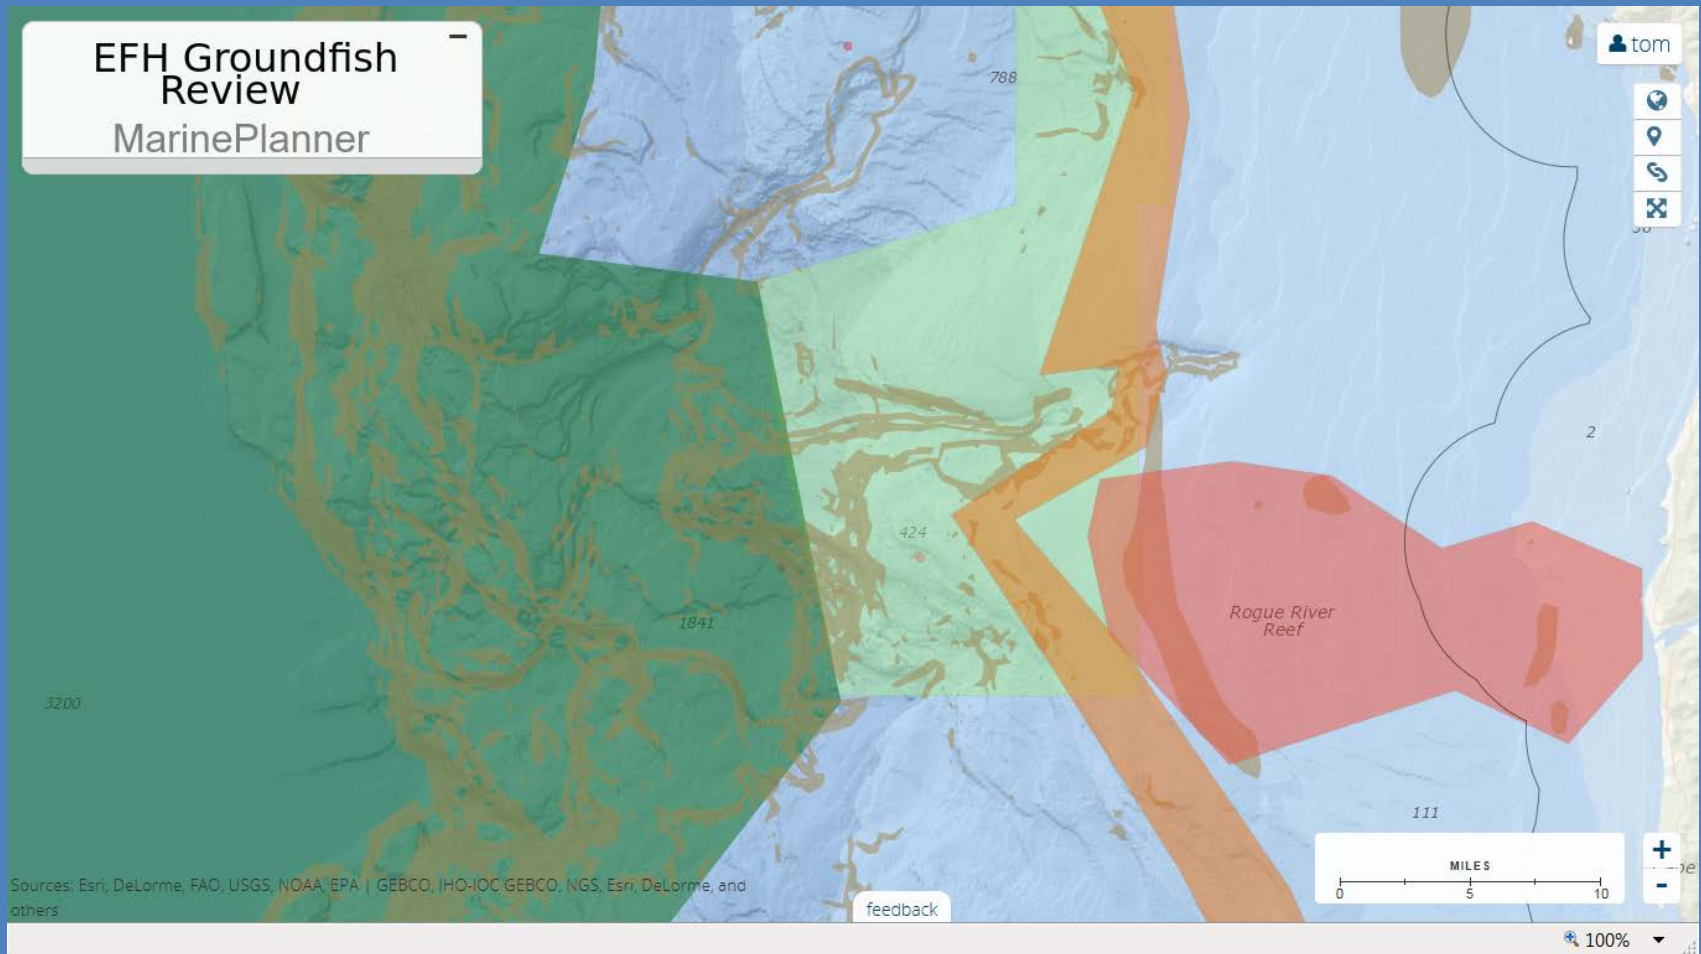 EFH Groundfish
Review
MarinePlanner
tom
788
2
424
Rogue River
Reef
1841
3200
111
MILES
0 5 10
+
-
Sources: Esri, DeLorme, FAO, USGS, NOAA, EPA | GEBCO, IHO-IOC GEBCO, NGS, Esri, DeLorme, and
others
feedback
100%